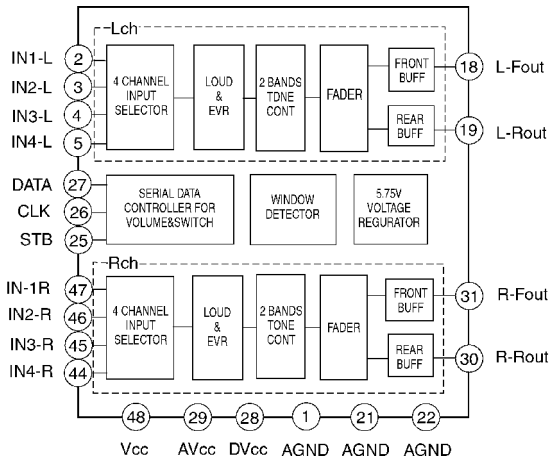 Lch
IN1-L 2
IN2-L 3
IN3-L 4
IN4-L 5
4 CHANNEL
INPUT
SELECTOR
LOUD
&
EVR
2 BANDS
TDNE
CONT
FADER
FRONT
BUFF
REAR
BUFF
18 L-Fout
19 L-Rout
DATA 27
CLK 26
STB 25
SERIAL DATA
CONTROLLER FOR
VOLUME&SWITCH
WINDOW
DETECTOR
5.75V
VOLTAGE
REGURATOR
Rch
IN-1R 47
IN2-R 46
IN3-R 45
IN4-R 44
4 CHANNEL
INPUT
SELECTOR
LOUD
&
EVR
2 BANDS
TONE
CONT
FADER
FRONT
BUFF
REAR
BUFF
31 R-Fout
30 R-Rout
48 29 28 1 21 22
Vcc AVcc DVcc AGND AGND AGND